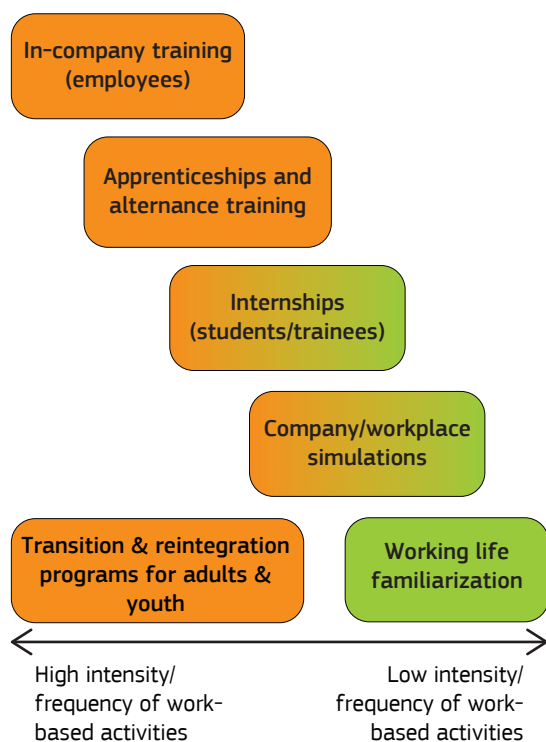 In-company training
(employees)
Apprenticeships and
alternance training
Internships
(students/trainees)
Company/workplace
simulations
Transition & reintegration
programs for adults &
youth
Working life
familiarization
High intensity/
frequency of work-
based activities
Low intensity/
frequency of work-
based activities